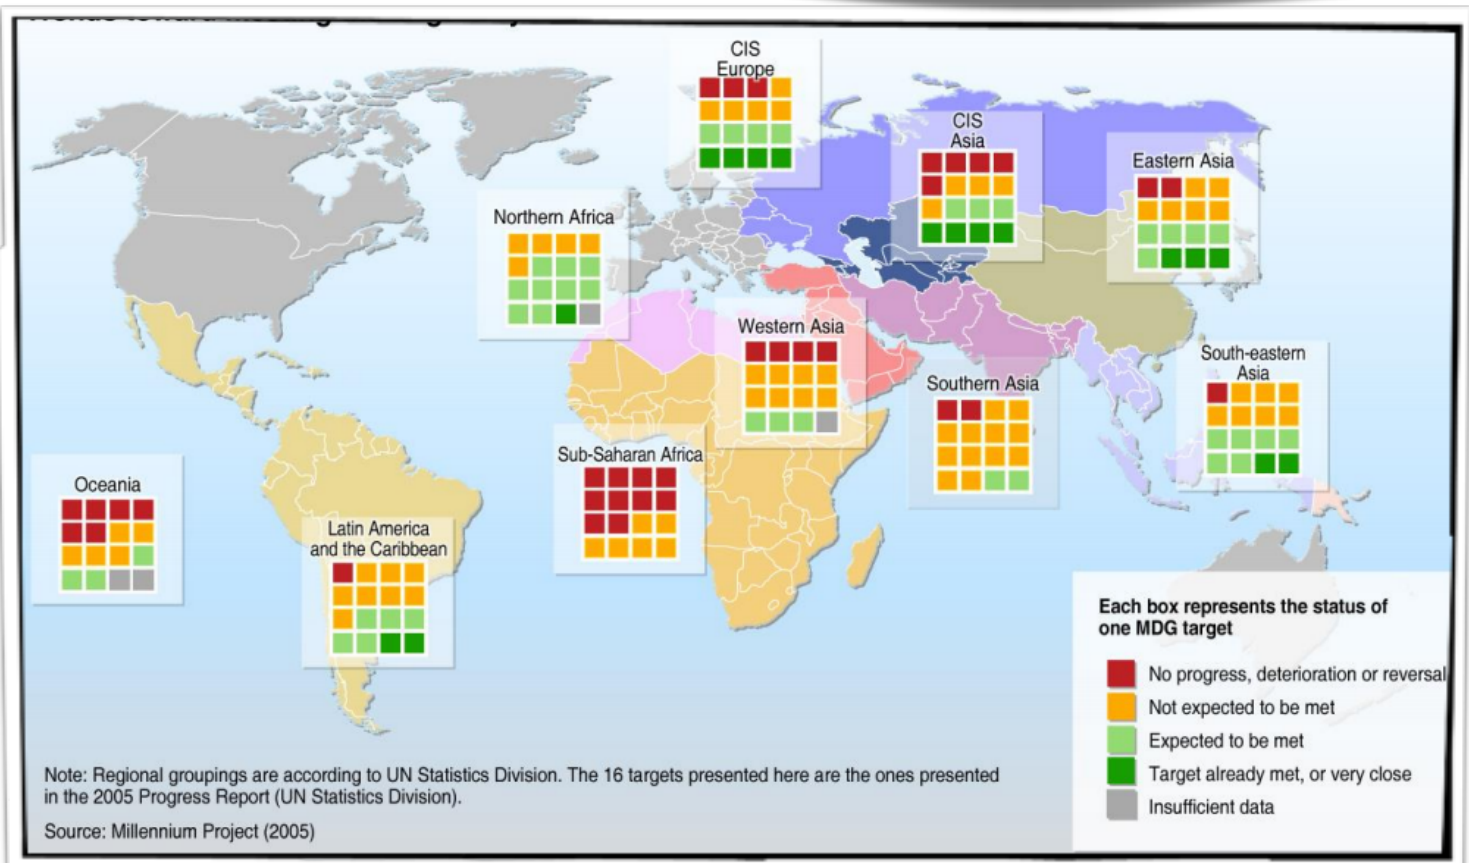 CIS
Europe
CIS
Asia
Eastern Asia
Northern Africa
Western Asia
South-eastern
Asia
Southern Asia
Sub-Saharan Africa
Oceania
Latin America
and the Caribbean
Each box represents the status of
one MDG target
No progress, deterioration or reversal
Not expected to be met
Expected to be met
Target already met, or very close
Insufficient data
Note: Regional groupings are according to UN Statistics Division. The 16 targets presented here are the ones presented
in the 2005 Progress Report (UN Statistics Division).
Source: Millennium Project (2005)